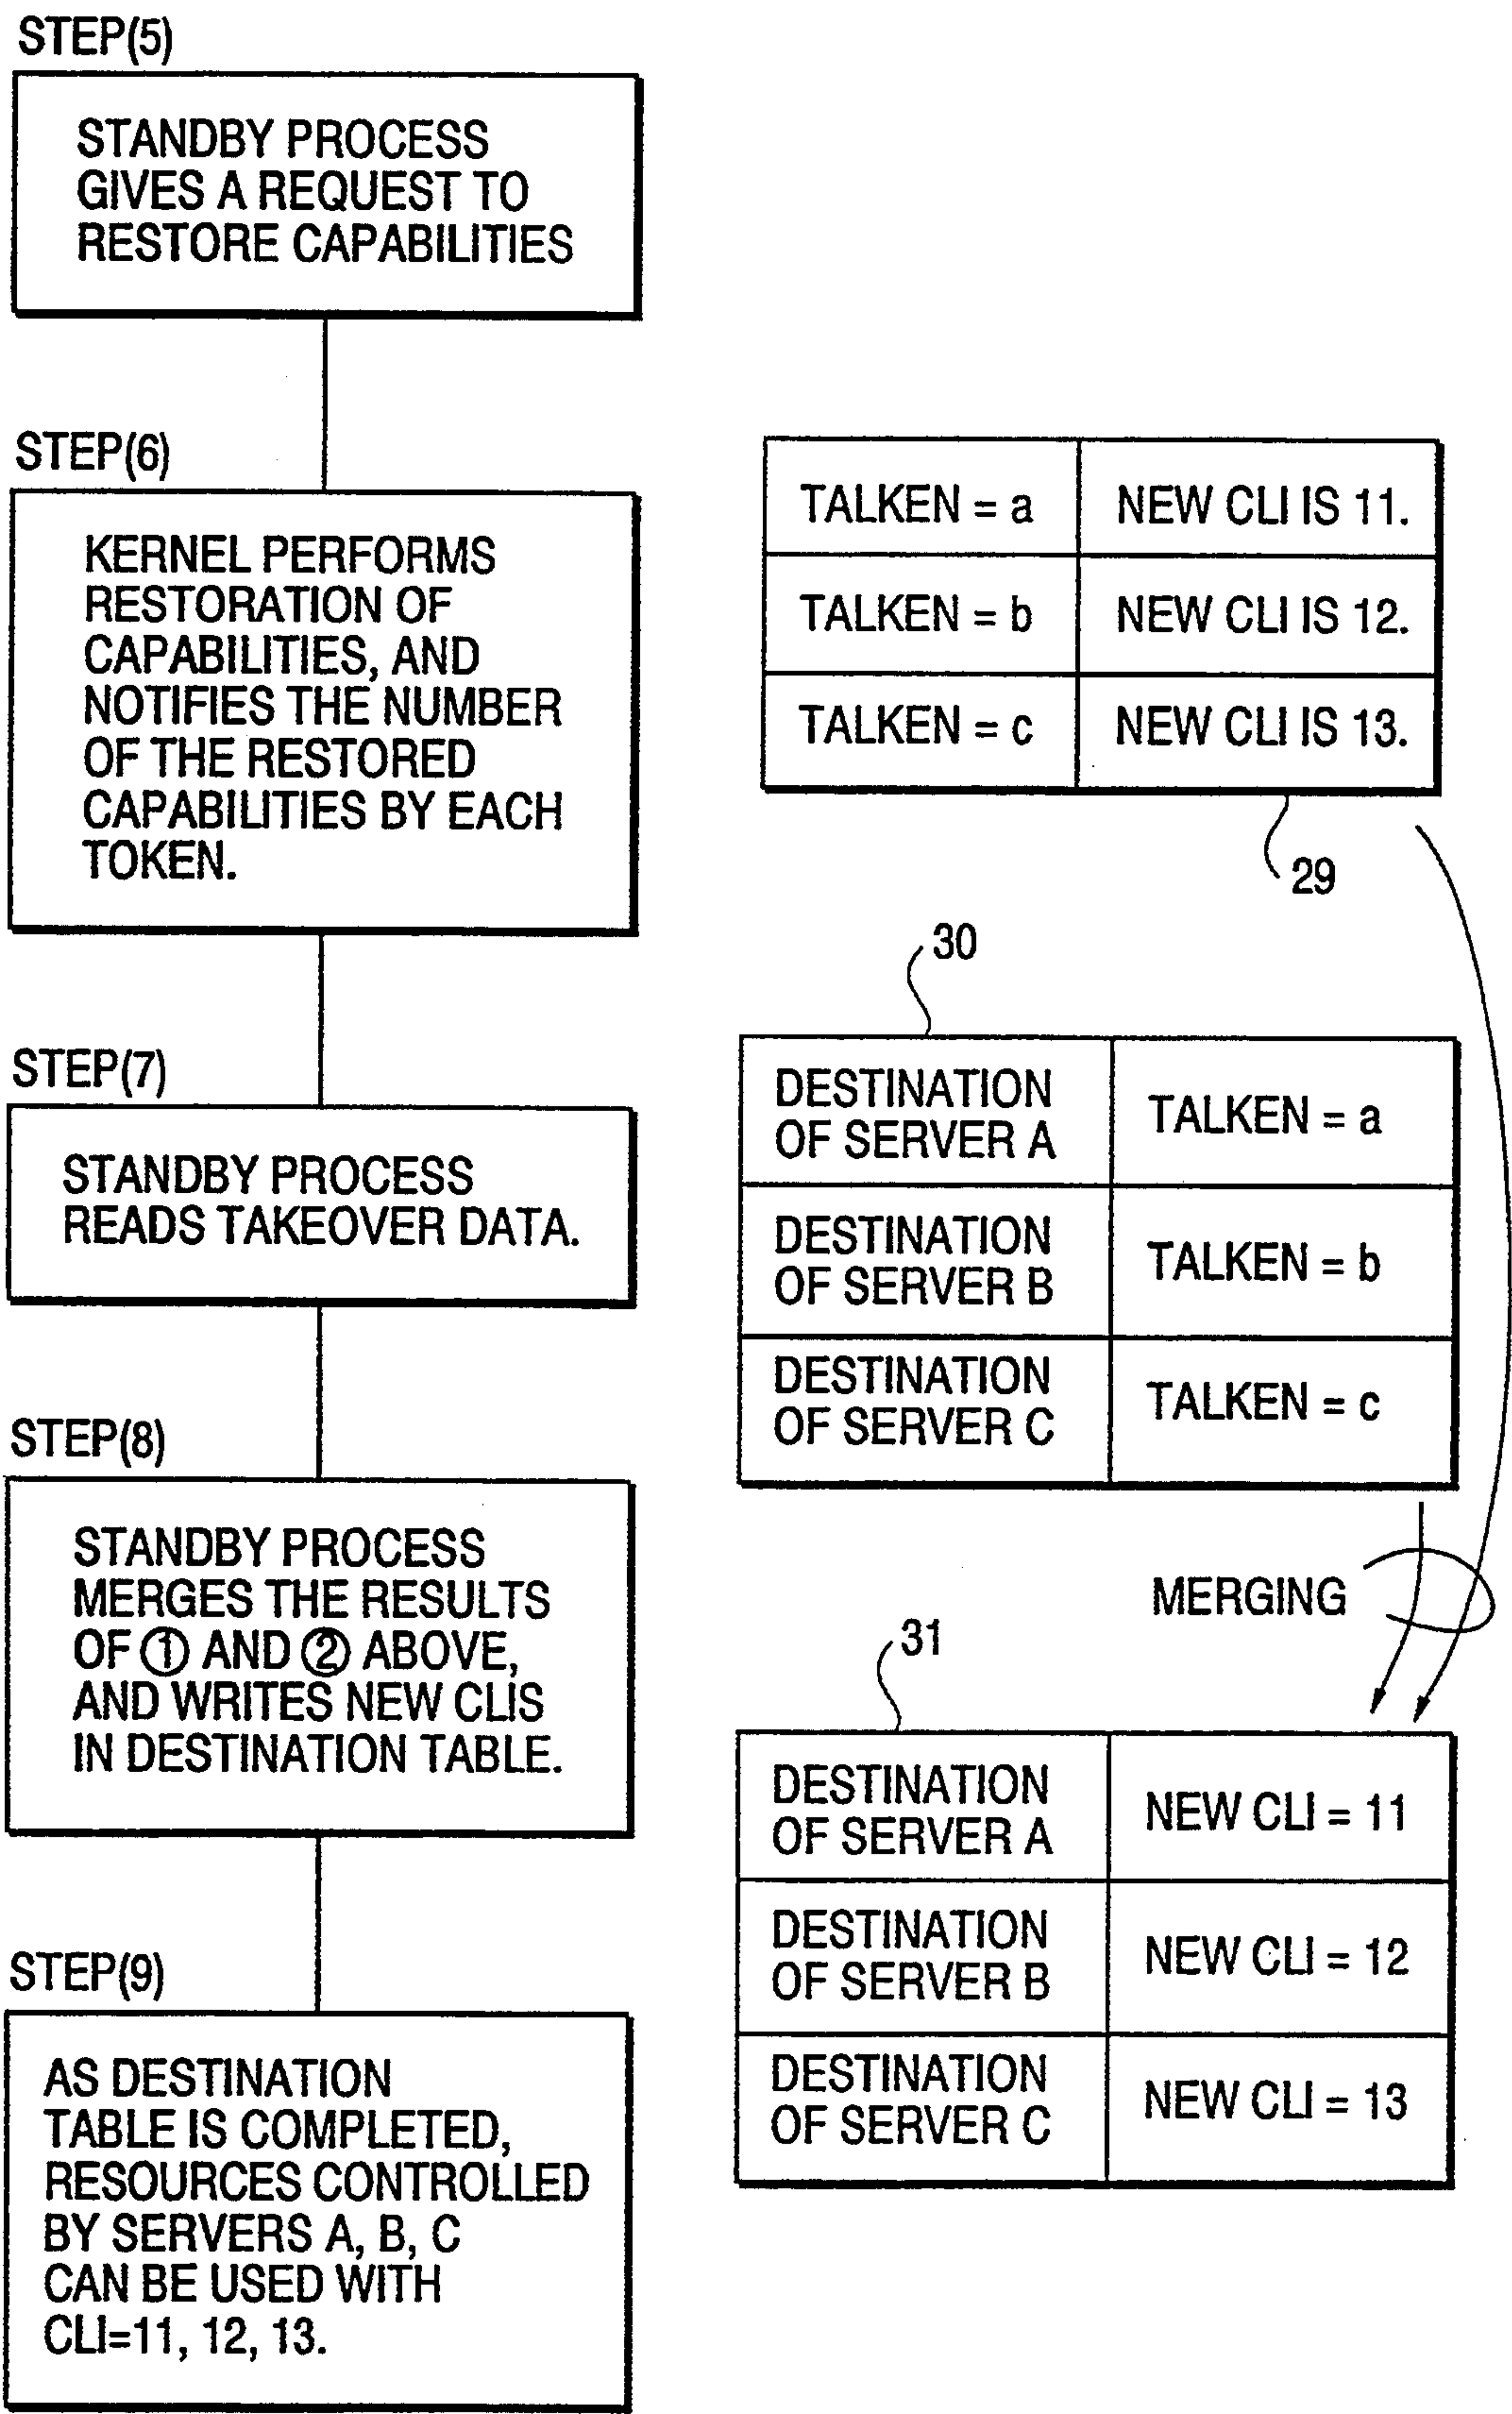 STEP(5)
STANDBY PROCESS
GIVES A REQUEST TO
RESTORE CAPABILITIES
STEP(6)
KERNEL PERFORMS
RESTORATION OF
CAPABILITIES, AND
NOTIFIES THE NUMBER
OF THE RESTORED
CAPABILITIES BY EACH
TOKEN.
TALKEN = a
NEW CLI IS 11.
TALKEN = b
NEW CLI IS 12.
TALKEN = c
NEW CLI IS 13.
29
STEP(7)
STANDBY PROCESS
READS TAKEOVER DATA.
30
DESTINATION
OF SERVER A
TALKEN = a
DESTINATION
OF SERVER B
TALKEN = b
DESTINATION
OF SERVER C
TALKEN = c
STEP(8)
STANDBY PROCESS
MERGES THE RESULTS
OF ① AND ② ABOVE,
AND WRITES NEW CLIS
IN DESTINATION TABLE.
MERGING
31
DESTINATION
OF SERVER A
NEW CLI = 11
DESTINATION
OF SERVER B
NEW CLI = 12
DESTINATION
OF SERVER C
NEW CLI = 13
STEP(9)
AS DESTINATION
TABLE IS COMPLETED,
RESOURCES CONTROLLED
BY SERVERS A, B, C
CAN BE USED WITH
CLI=11, 12, 13.